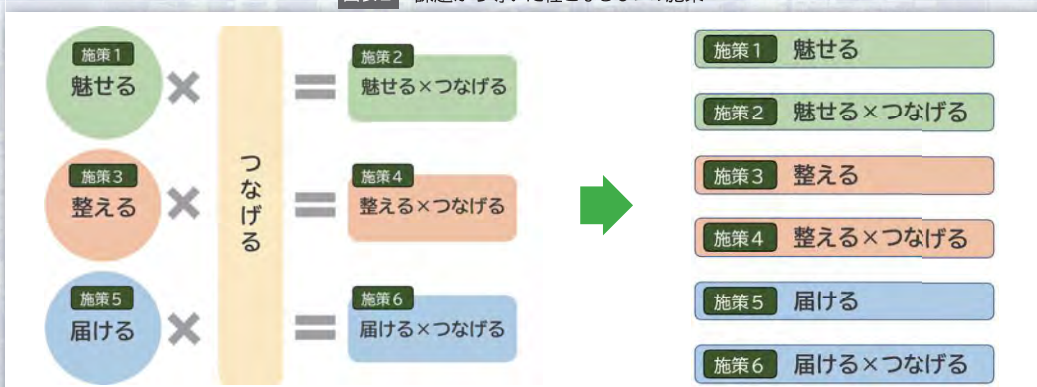 施策1
魅せる
×
=
施策2
魅せる×つなげる
施策3
整える
×
つなげる
=
施策4
整える×つなげる
施策5
届ける
×
=
施策6
届ける×つなげる
施策1 魅せる
施策2 魅せる×つなげる
施策3 整える
施策4 整える×つなげる
施策5 届ける
施策6 届ける×つなげる